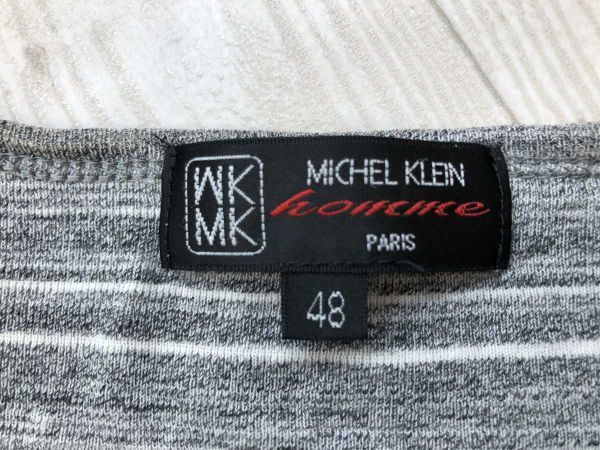 MK
MK
MICHEL KLEIN
homme
PARIS
48